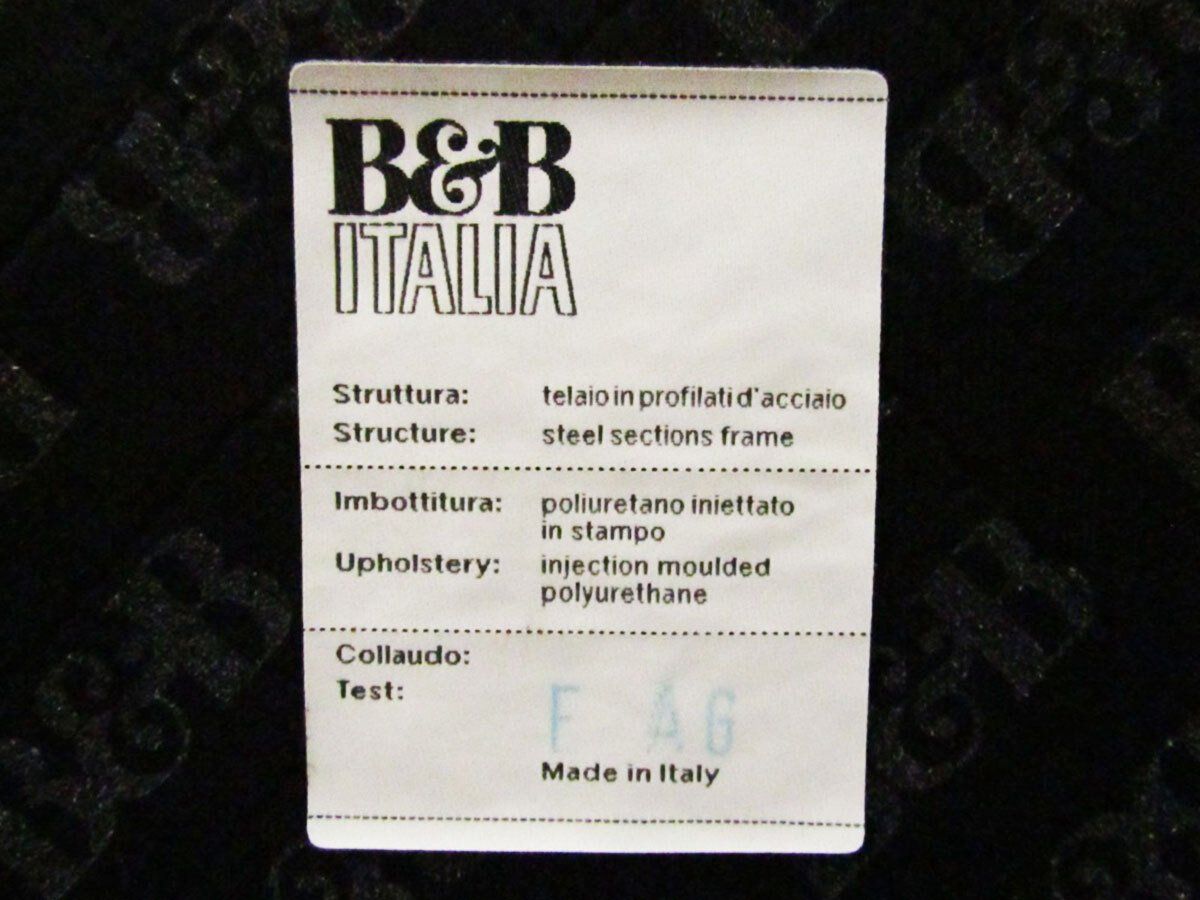 B&B
ITALIA
Struttura: telaio in profilati d'acciaio
Structure: steel sections frame
Imbottitura: poliuretano iniettato
in stampo
Upholstery: injection moulded
polyurethane
Collaudo:
Test: F AG
Made in Italy